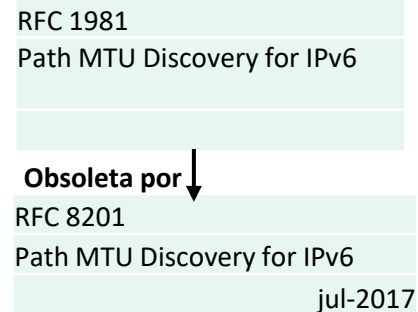 RFC 1981
Path MTU Discovery for IPv6
Obsoleta por
RFC 8201
Path MTU Discovery for IPv6
jul-2017